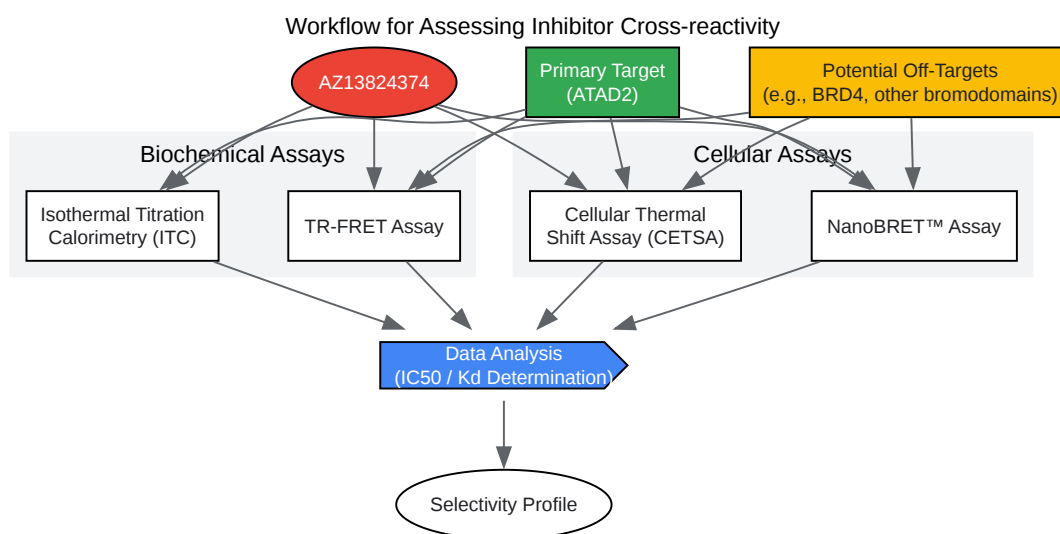 Workflow for Assessing Inhibitor Cross-reactivity
AZ13824374
Primary Target
(ATAD2)
Potential Off-Targets
(e.g., BRD4, other bromodomains)
Biochemical Assays
Cellular Assays
Isothermal Titration
Calorimetry (ITC)
TR-FRET Assay
Cellular Thermal
Shift Assay (CETSA)
NanoBRET™ Assay
Data Analysis
(IC50 / Kd Determination)
Selectivity Profile